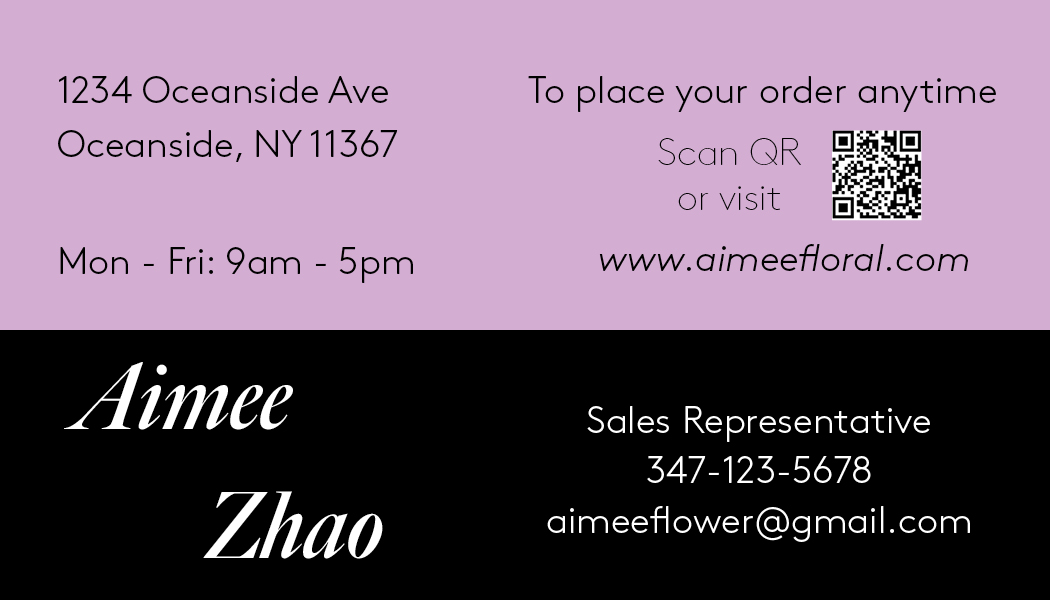 1234 Oceanside Ave
Oceanside, NY 11367
Mon - Fri: 9am - 5pm
To place your order anytime
Scan QR
or visit
www.aimeefloral.com
Aimee
Zhao
Sales Representative
347-123-5678
aimeeflower@gmail.com